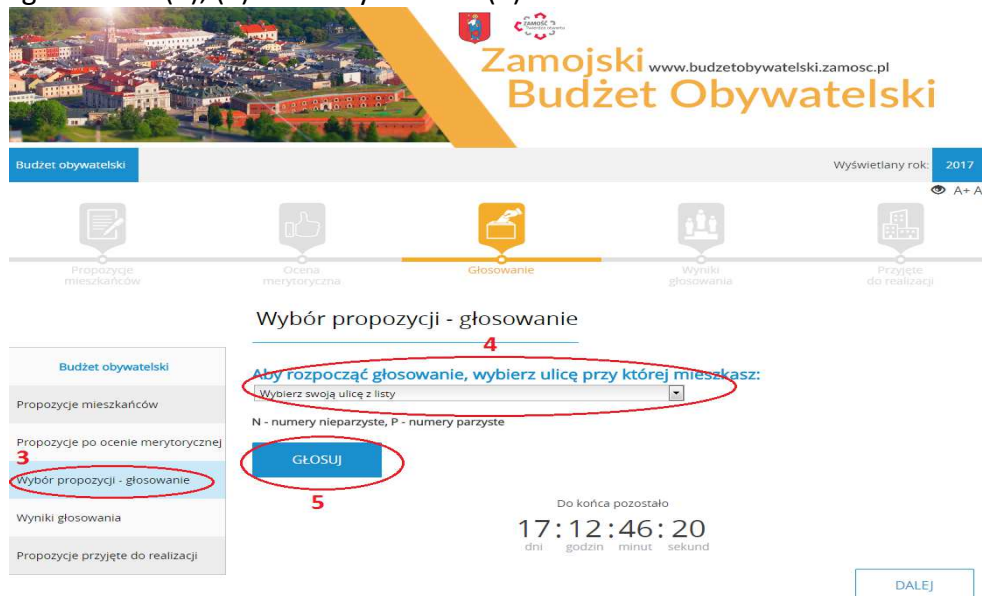 Zamojski www.budzetobywatelski.zamosc.pl
Budżet Obywatelski
Budżet obywatelski
Wyświetlany rok: 2017
A+ A
Propozycje
mieszkańców
Ocena
merytoryczna
Głosowanie
Wyniki
głosowania
Przyjęte
do realizacji
Wybór propozycji - głosowanie
4
Budżet obywatelski
Propozycje mieszkańców
Propozycje po ocenie merytorycznej
3
Wybór propozycji - głosowanie
Wyniki głosowania
Propozycje przyjęte do realizacji
Aby rozpocząć głosowanie, wybierz ulicę przy której mieszkasz:
Wybierz swoją ulicę z listy
N - numery nieparzyste, P - numery parzyste
GŁOSUJ
5
Do końca pozostało
17:12:46:20
dni godzin minut sekund
DALEJ